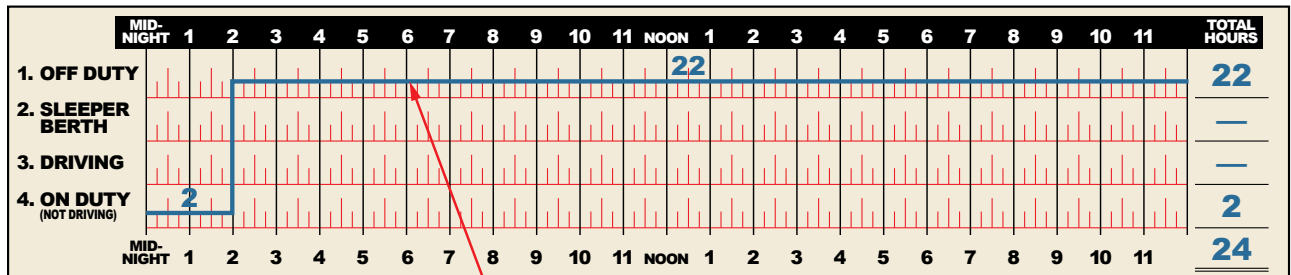 MID-NIGHT 1 2 3 4 5 6 7 8 9 10 11 NOON 1 2 3 4 5 6 7 8 9 10 11 TOTAL HOURS
1. OFF DUTY 22 22
2. SLEEPER BERTH —
3. DRIVING —
4. ON DUTY (NOT DRIVING) 2 2
MID-NIGHT 1 2 3 4 5 6 7 8 9 10 11 NOON 1 2 3 4 5 6 7 8 9 10 11 24